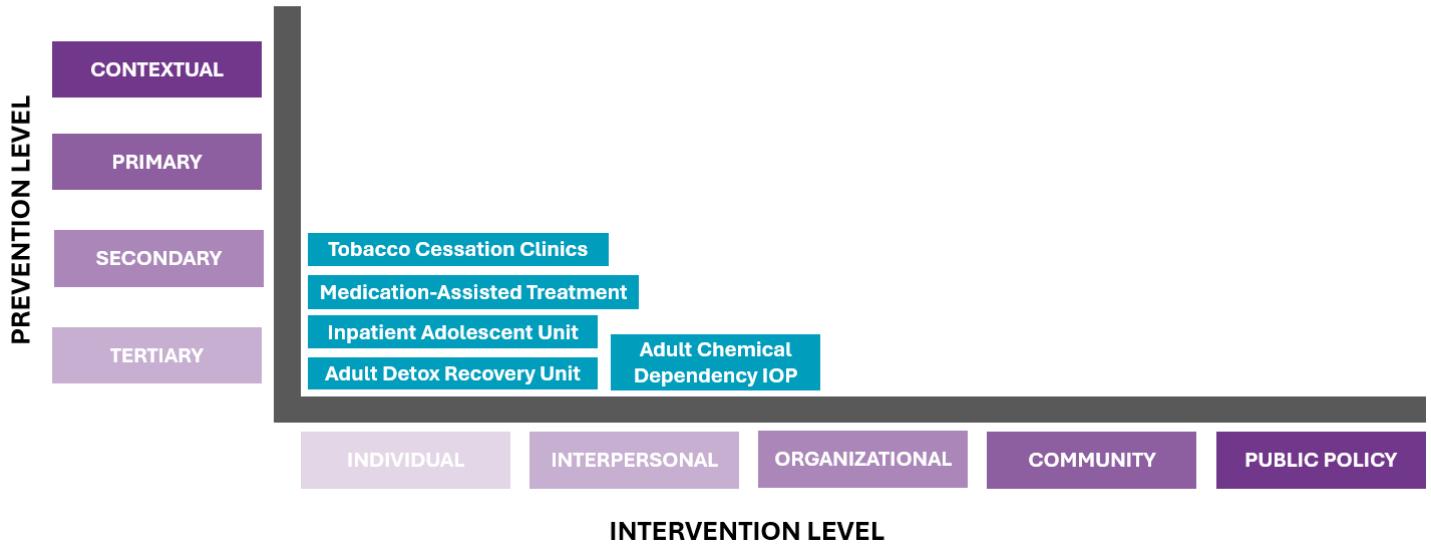 PREVENTION LEVEL
CONTEXTUAL
PRIMARY
SECONDARY
TERTIARY
Tobacco Cessation Clinics
Medication-Assisted Treatment
Inpatient Adolescent Unit
Adult Detox Recovery Unit
Adult Chemical
Dependency IOP
INDIVIDUAL
INTERPERSONAL
ORGANIZATIONAL
COMMUNITY
PUBLIC POLICY
INTERVENTION LEVEL